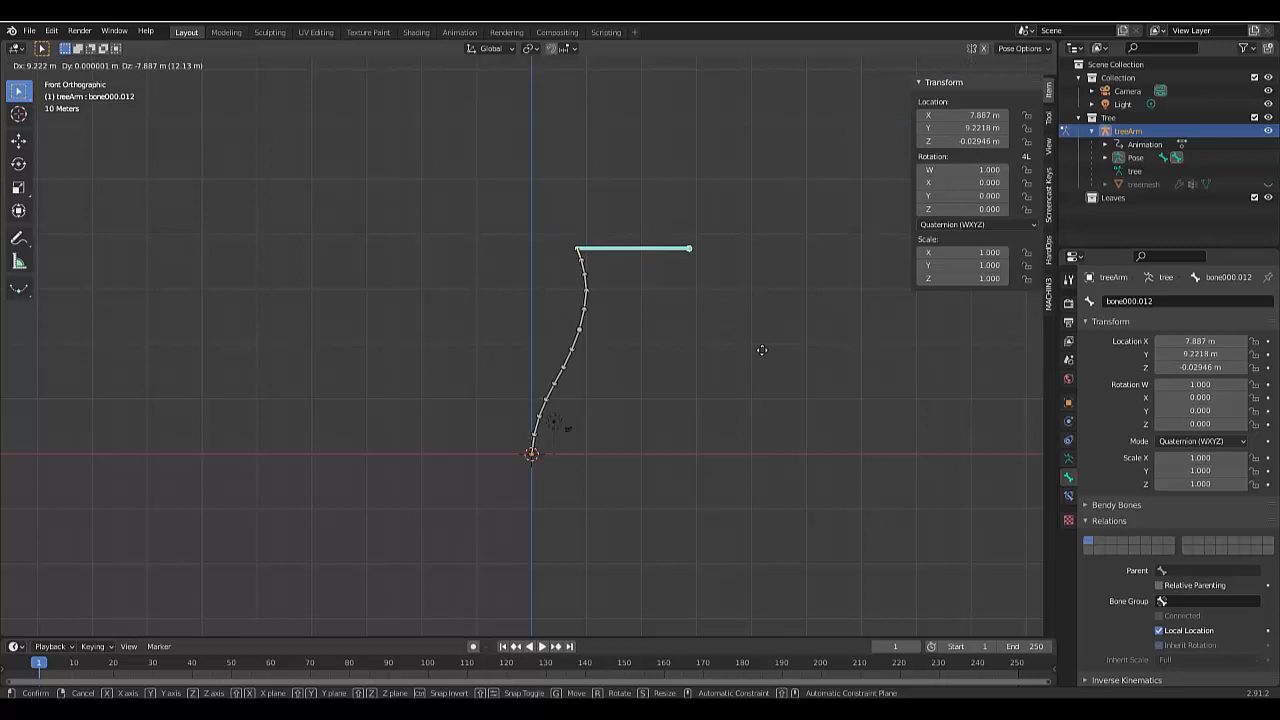 File Edit Render Window Help Layout Modeling Sculpting UV Editing Texture Paint Shading Animation Rendering Compositing Scripting + Scene View Layer
Global Pose Options
Dx: 9.222 m Dy: 0.000001 m Dz: -7.887 m (12.13 m)
Front Orthographic
(1) treeArm : bone000.012
10 Meters
Transform
Location:
X 7.887 m
Y 9.2218 m
Z -0.02946 m
Rotation: 4L
W 1.000
X 0.000
Y 0.000
Z 0.000
Quaternion (WXYZ)
Scale:
X 1.000
Y 1.000
Z 1.000
Item
Tool
View
Screencast Keys
HardOps
MACHIN3
Scene Collection
Collection
Camera
Light
Tree
treeArm
Animation
Pose
tree
treemesh
Leaves
treeArm tree bone000.012
bone000.012
Transform
Location X 7.887 m
Y 9.2218 m
Z -0.02946 m
Rotation W 1.000
X 0.000
Y 0.000
Z 0.000
Mode Quaternion (WXYZ)
Scale X 1.000
Y 1.000
Z 1.000
Bendy Bones
Relations
Parent
Relative Parenting
Bone Group
Connected
Local Location
Inherit Rotation
Inherit Scale Full
Inverse Kinematics
Playback Keying View Marker 1 Start 1 End 250
1 10 20 30 40 50 60 70 80 90 100 110 120 130 140 150 160 170 180 190 200 210 220 230 240 250
Confirm Cancel X X axis Y Y axis Z Z axis X X plane Y Y plane Z Z plane Snap Invert Snap Toggle G Move R Rotate S Resize Automatic Constraint Automatic Constraint Plane 2.91.2